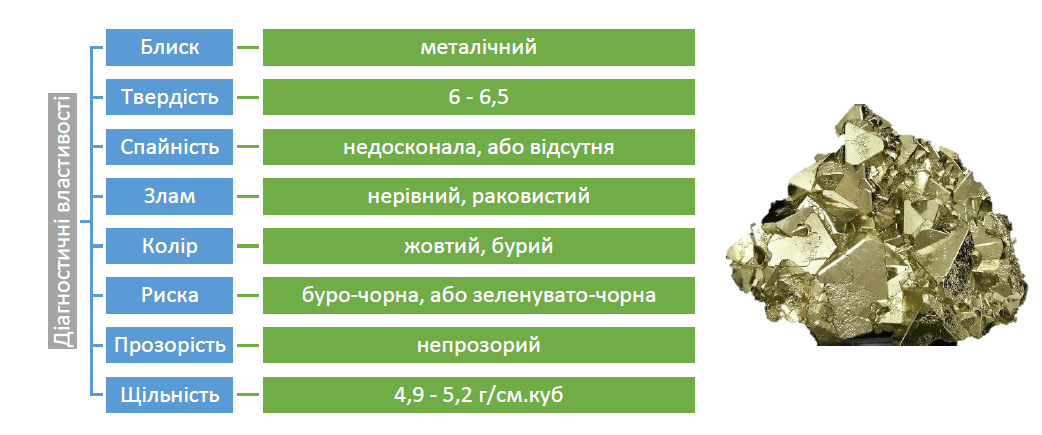 Діагностичні властивості
Блиск
металічний
Твердість
6 - 6,5
Спайність
недосконала, або відсутня
Злам
нерівний, раковистий
Колір
жовтий, бурий
Риска
буро-чорна, або зеленувато-чорна
Прозорість
непрозорий
Щільність
4,9 - 5,2 г/см.куб